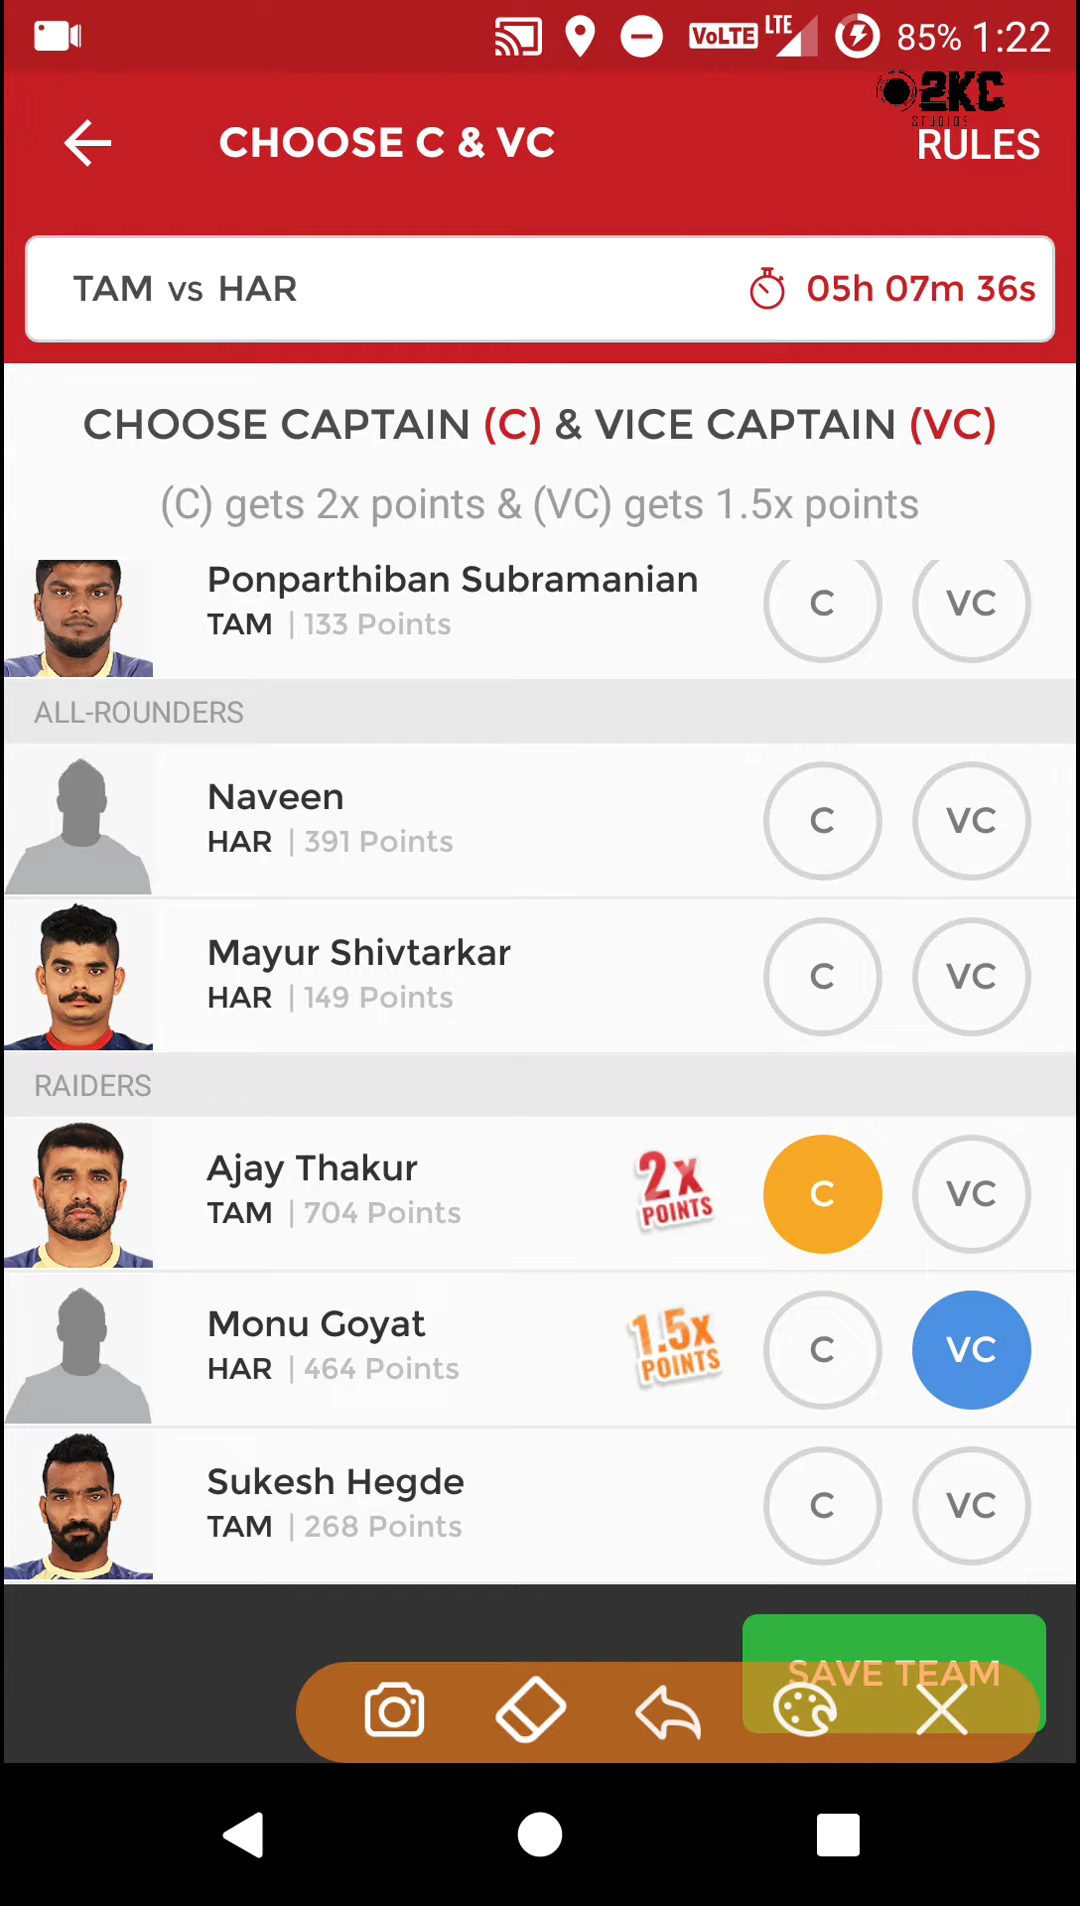 VoLTE LTE 85% 1:22
2KC
STUDIOS
CHOOSE C & VC
RULES
TAM vs HAR
05h 07m 36s
CHOOSE CAPTAIN (C) & VICE CAPTAIN (VC)
(C) gets 2x points & (VC) gets 1.5x points
Ponparthiban Subramanian
TAM | 133 Points
C VC
ALL-ROUNDERS
Naveen
HAR | 391 Points
C VC
Mayur Shivtarkar
HAR | 149 Points
C VC
RAIDERS
Ajay Thakur
TAM | 704 Points
2x
POINTS
C VC
Monu Goyat
HAR | 464 Points
1.5x
POINTS
C VC
Sukesh Hegde
TAM | 268 Points
C VC
SAVE TEAM